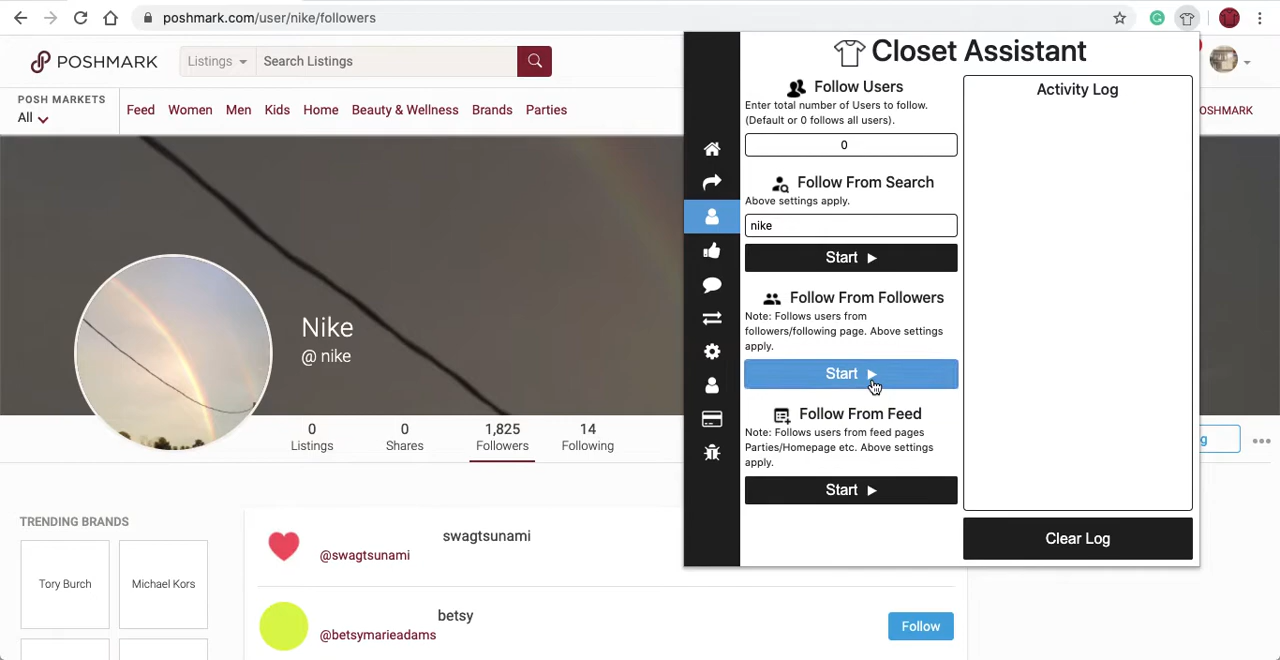 poshmark.com/user/nike/followers
POSHMARK
Listings
Search Listings
POSH MARKETS
All
Feed
Women
Men
Kids
Home
Beauty & Wellness
Brands
Parties
OSHMARK
Nike
@ nike
0
Listings
0
Shares
1,825
Followers
14
Following
g
TRENDING BRANDS
Tory Burch
Michael Kors
swagtsunami
@swagtsunami
betsy
@betsymarieadams
Follow
Closet Assistant
Follow Users
Enter total number of Users to follow.
(Default or 0 follows all users).
0
Follow From Search
Above settings apply.
nike
Start
Follow From Followers
Note: Follows users from
followers/following page. Above settings
apply.
Start
Follow From Feed
Note: Follows users from feed pages
Parties/Homepage etc. Above settings
apply.
Start
Activity Log
Clear Log